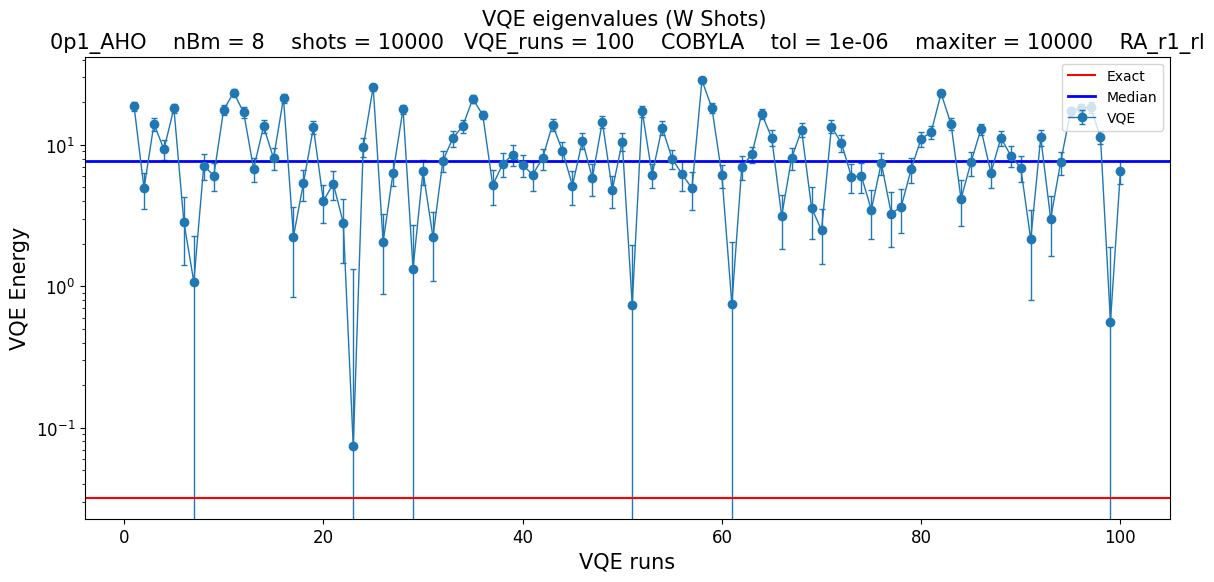 VQE eigenvalues (W Shots)
0p1_AHO    nBm = 8    shots = 10000   VQE_runs = 100    COBYLA    tol = 1e-06    maxiter = 10000    RA_r1_rl
Exact
Median
VQE
VQE Energy
10¹
10⁰
10⁻¹
0 20 40 60 80 100
VQE runs